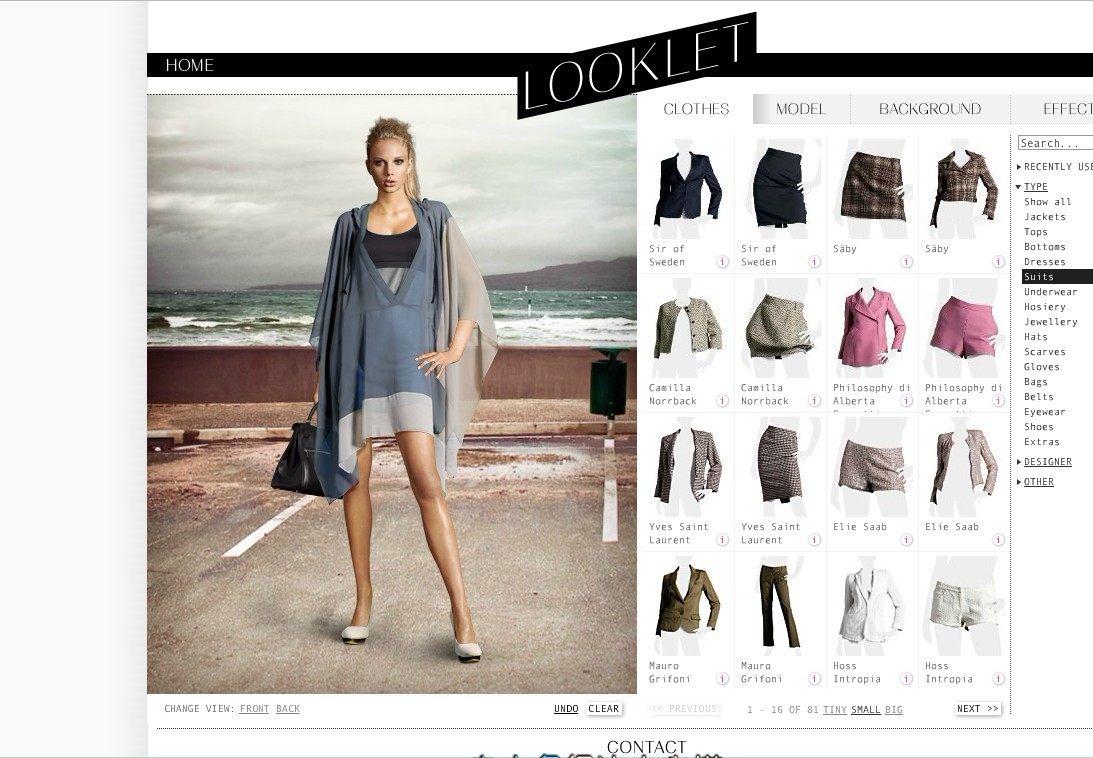 LOOKLET
HOME
CLOTHES
MODEL
BACKGROUND
EFFECT
Search...
RECENTLY USE
TYPE
Show all
Jackets
Tops
Bottoms
Dresses
Suits
Underwear
Hosiery
Jewellery
Hats
Scarves
Gloves
Bags
Belts
Eyewear
Shoes
Extras
DESIGNER
OTHER
Sir of
Sweden
i
Sir of
Sweden
i
Säby
i
Säby
i
Camilla
Norrback
i
Camilla
Norrback
i
Philosophy di
Alberta
i
Philosophy di
Alberta
i
Yves Saint
Laurent
i
Yves Saint
Laurent
i
Elie Saab
i
Elie Saab
i
Mauro
Grifoni
i
Mauro
Grifoni
i
Hoss
Intropia
i
Hoss
Intropia
i
CHANGE VIEW: FRONT BACK
UNDO CLEAR
<< PREVIOUS
1 - 16 OF 81 TINY SMALL BIG
NEXT >>
CONTACT